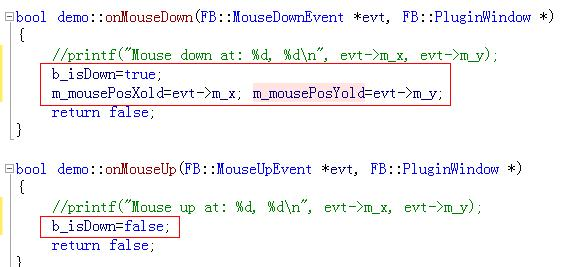 bool demo::onMouseDown(FB::MouseDownEvent *evt, FB::PluginWindow *)
{
    //printf("Mouse down at: %d, %d\n", evt->m_x, evt->m_y);
    b_isDown=true;
    m_mousePosXold=evt->m_x; m_mousePosYold=evt->m_y;
    return false;
}
bool demo::onMouseUp(FB::MouseUpEvent *evt, FB::PluginWindow *)
{
    //printf("Mouse up at: %d, %d\n", evt->m_x, evt->m_y);
    b_isDown=false;
    return false;
}